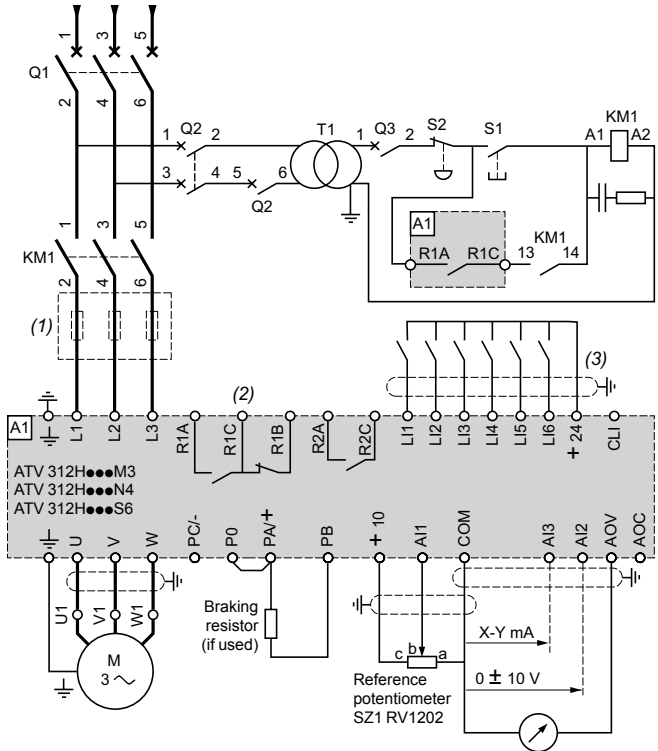 1 3 5
Q1
2 4 6
1 Q2 2
T1
1 Q3 2
S2
S1
KM1
A1 A2
3 4 5 6
Q2
A1
R1A R1C
13 KM1 14
1 3 5
KM1
2 4 6
(1)
(2)
(3)
A1
L1 L2 L3 R1A R1C R1B R2A R2C LI1 LI2 LI3 LI4 LI5 LI6 + 24 CLI
ATV 312H●●●M3
ATV 312H●●●N4
ATV 312H●●●S6
U V W PC/- P0 PA/+ PB + 10 AI1 COM AI3 AI2 AOV AOC
U1 V1 W1
M
3 ~
Braking
resistor
(if used)
c b a
Reference
potentiometer
SZ1 RV1202
X-Y mA
0 ± 10 V